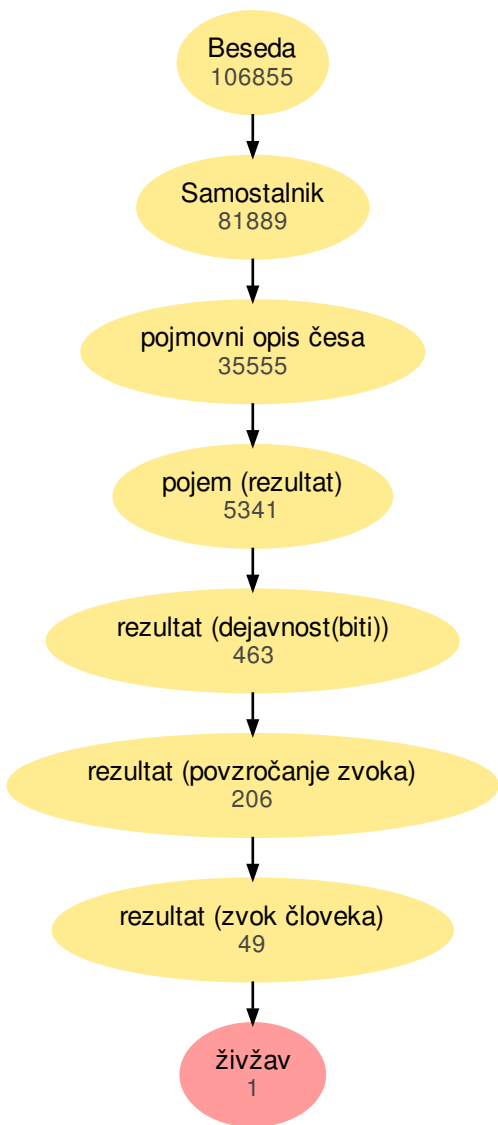 Beseda
106855
Samostalnik
81889
pojmovni opis česa
35555
pojem (rezultat)
5341
rezultat (dejavnost(biti))
463
rezultat (povzročanje zvoka)
206
rezultat (zvok človeka)
49
živžav
1